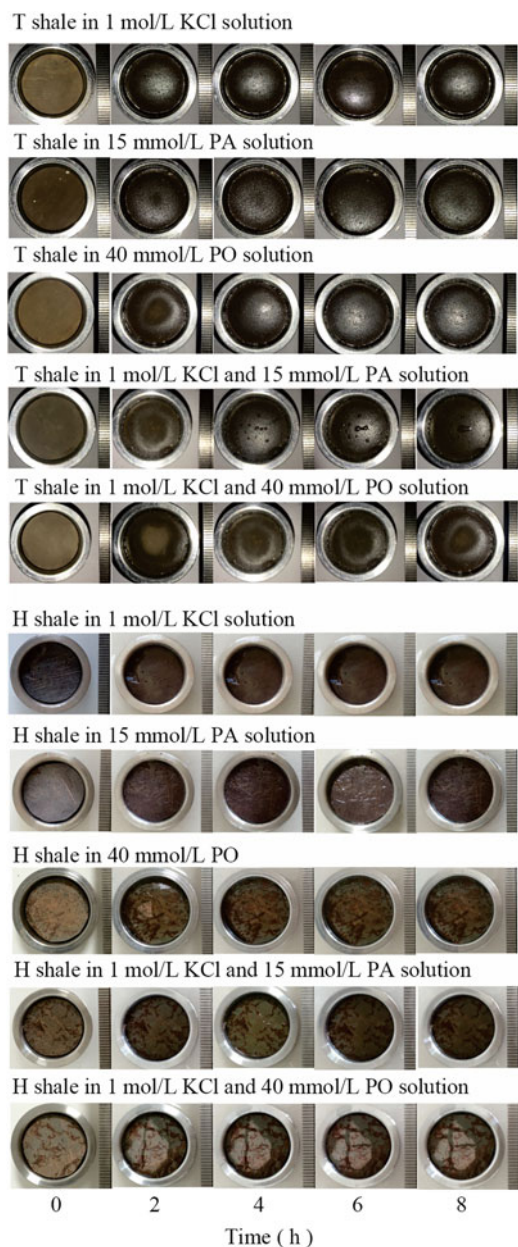 T shale in 1 mol/L KCl solution
T shale in 15 mmol/L PA solution
T shale in 40 mmol/L PO solution
T shale in 1 mol/L KCl and 15 mmol/L PA solution
T shale in 1 mol/L KCl and 40 mmol/L PO solution
H shale in 1 mol/L KCl solution
H shale in 15 mmol/L PA solution
H shale in 40 mmol/L PO
H shale in 1 mol/L KCl and 15 mmol/L PA solution
H shale in 1 mol/L KCl and 40 mmol/L PO solution
0 2 4 6 8
Time ( h )